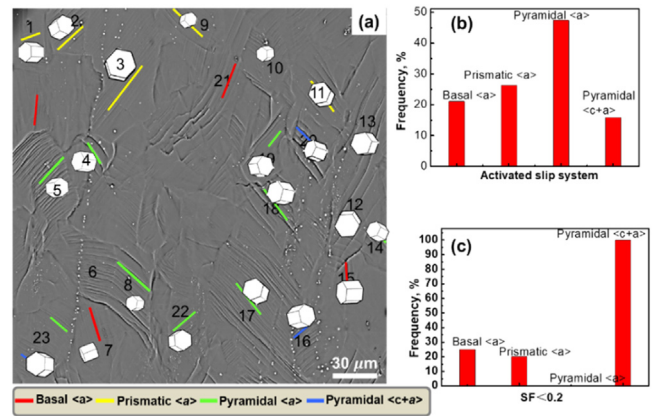 (a)
1
2
3
9
10
11
21
13
20
4
19
5
18
12
14
6
8
15
17
22
16
23
7
30 μm
Basal <a> Prismatic <a> Pyramidal <a> Pyramidal <c+a>
(b)
Frequency, %
50
40
30
20
10
0
Basal <a>
Prismatic <a>
Pyramidal <a>
Pyramidal
<c+a>
Activated slip system
(c)
Frequency, %
100
90
80
70
60
50
40
30
20
10
0
Basal <a>
Prismatic <a>
Pyramidal <a>
Pyramidal <c+a>
SF<0.2